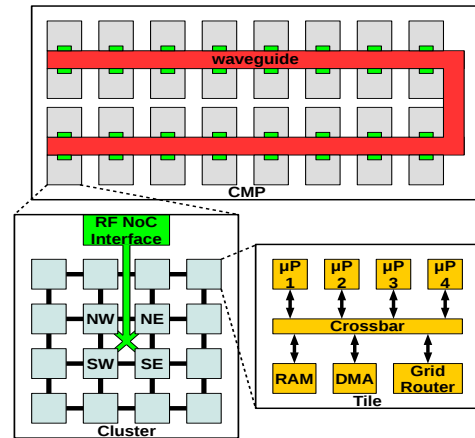 waveguide
CMP
RF NoC
Interface
NW NE
SW SE
Cluster
µP
1
µP
2
µP
3
µP
4
Crossbar
RAM
DMA
Grid
Router
Tile